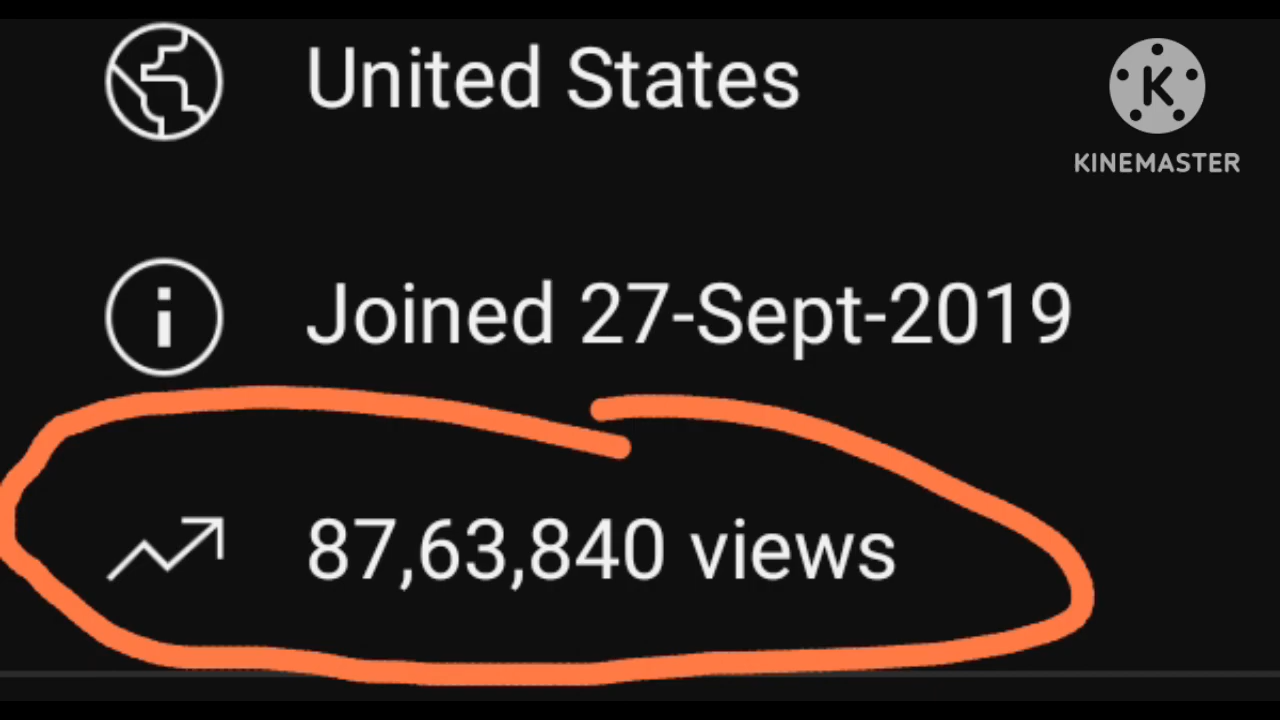 United States
K
KINEMASTER
Joined 27-Sept-2019
87,63,840 views